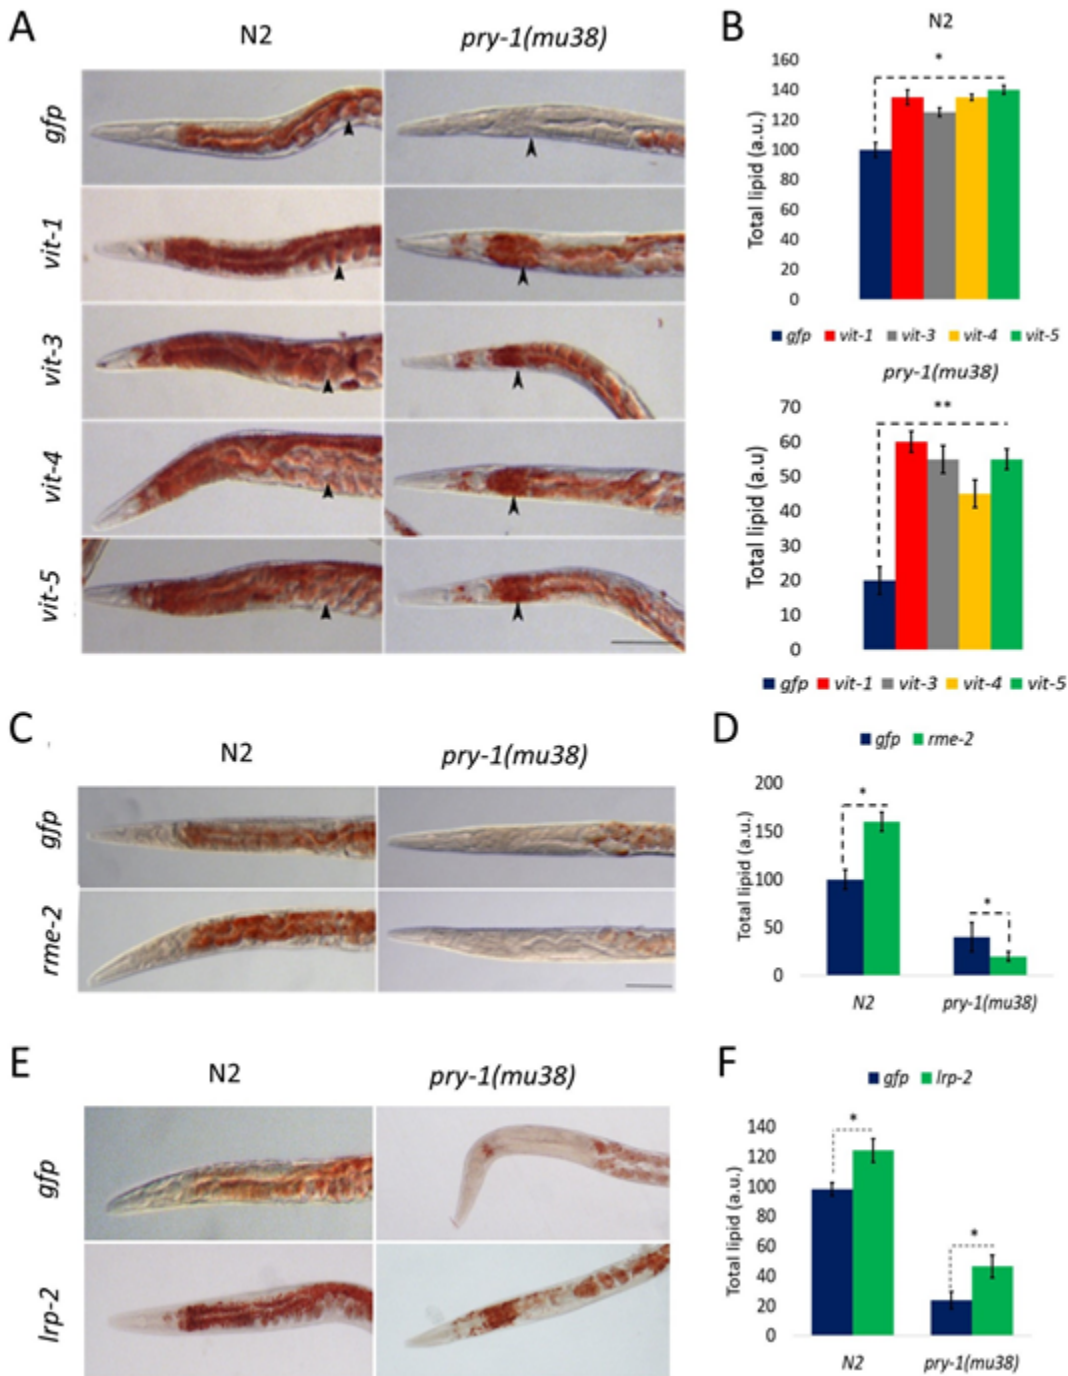 A
N2
pry-1(mu38)
gfp
vit-1
vit-3
vit-4
vit-5
B
N2
*
160
140
120
100
80
60
40
20
0
Total lipid (a.u.)
gfp vit-1 vit-3 vit-4 vit-5
pry-1(mu38)
**
70
60
50
40
30
20
10
0
Total lipid (a.u)
gfp vit-1 vit-3 vit-4 vit-5
C
N2
pry-1(mu38)
gfp
rme-2
D
gfp rme-2
200
150
100
50
0
Total lipid (a.u.)
*
*
N2 pry-1(mu38)
E
N2
pry-1(mu38)
gfp
lrp-2
F
gfp lrp-2
140
120
100
80
60
40
20
0
Total lipid (a.u.)
*
*
N2 pry-1(mu38)